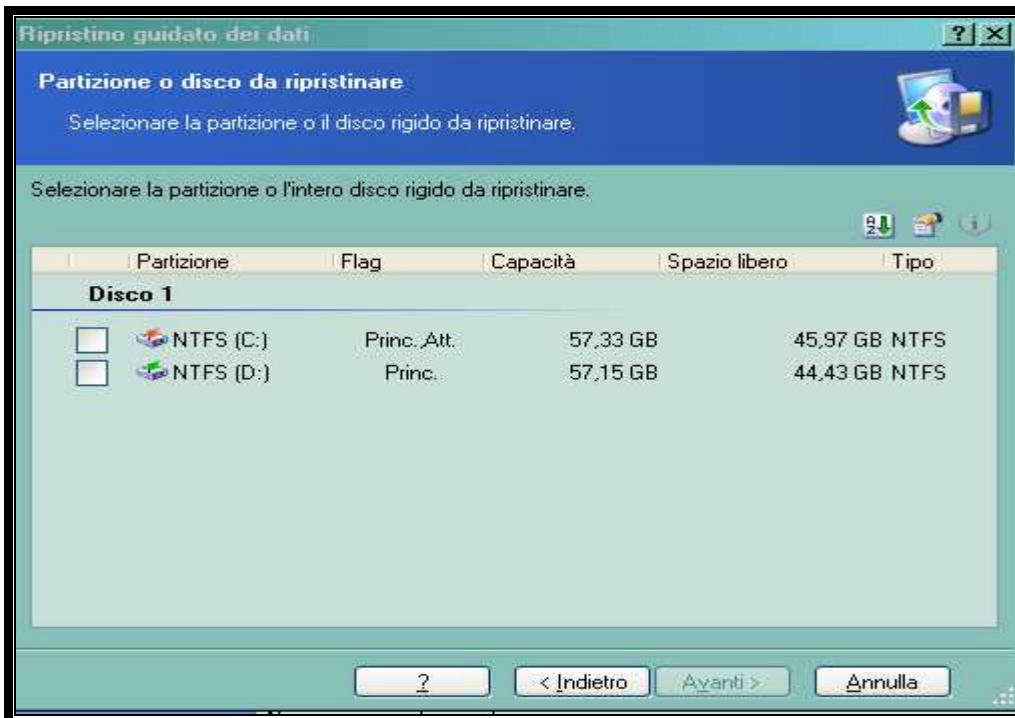 Ripristino guidato dei dati
Partizione o disco da ripristinare
Selezionare la partizione o il disco rigido da ripristinare.
Selezionare la partizione o l'intero disco rigido da ripristinare.
Partizione Flag Capacità Spazio libero Tipo
Disco 1
NTFS (C:) Princ.,Att. 57,33 GB 45,97 GB NTFS
NTFS (D:) Princ. 57,15 GB 44,43 GB NTFS
? < Indietro Avanti > Annulla